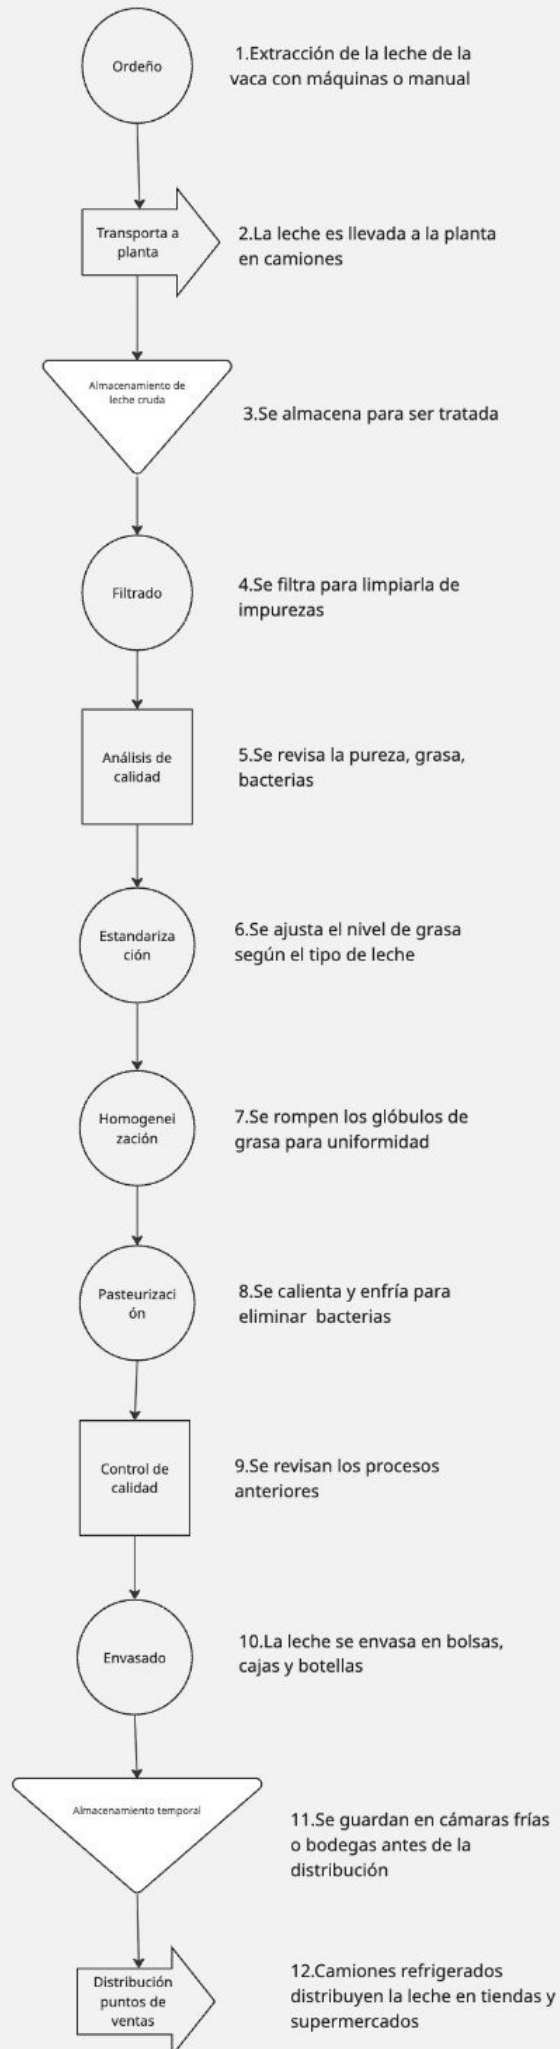 Ordeño
1.Extracción de la leche de la
vaca con máquinas o manual
Transporta a
planta
2.La leche es llevada a la planta
en camiones
Almacenamiento de
leche cruda
3.Se almacena para ser tratada
Filtrado
4.Se filtra para limpiarla de
impurezas
Análisis de
calidad
5.Se revisa la pureza, grasa,
bacterias
Estandariza
ción
6.Se ajusta el nivel de grasa
según el tipo de leche
Homogenei
zación
7.Se rompen los glóbulos de
grasa para uniformidad
Pasteurizaci
ón
8.Se calienta y enfría para
eliminar bacterias
Control de
calidad
9.Se revisan los procesos
anteriores
Envasado
10.La leche se envasa en bolsas,
cajas y botellas
Almacenamiento temporal
11.Se guardan en cámaras frías
o bodegas antes de la
distribución
Distribución
puntos de
ventas
12.Camiones refrigerados
distribuyen la leche en tiendas y
supermercados